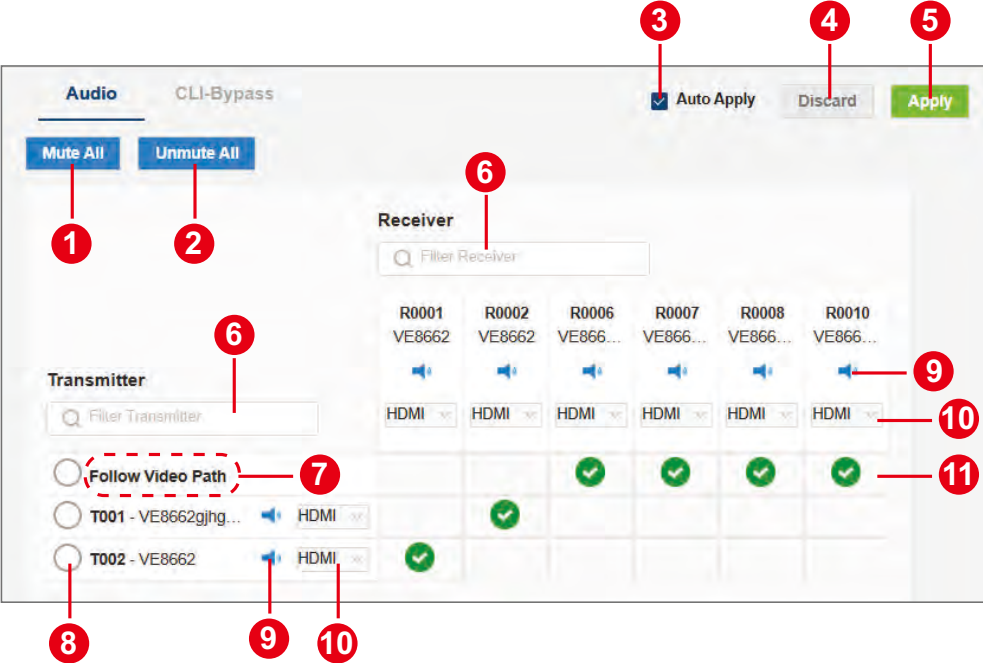 3 4 5
Audio CLI-Bypass Auto Apply Discard Apply
Mute All Unmute All
6
1 2
Receiver
Filter Receiver
R0001 R0002 R0006 R0007 R0008 R0010
VE8662 VE8662 VE866... VE866... VE866... VE866...
6
9
Transmitter
Filter Transmitter
HDMI HDMI HDMI HDMI HDMI HDMI
10
Follow Video Path 7
11
T001 - VE8662gjhg... HDMI
T002 - VE8662 HDMI
8 9 10